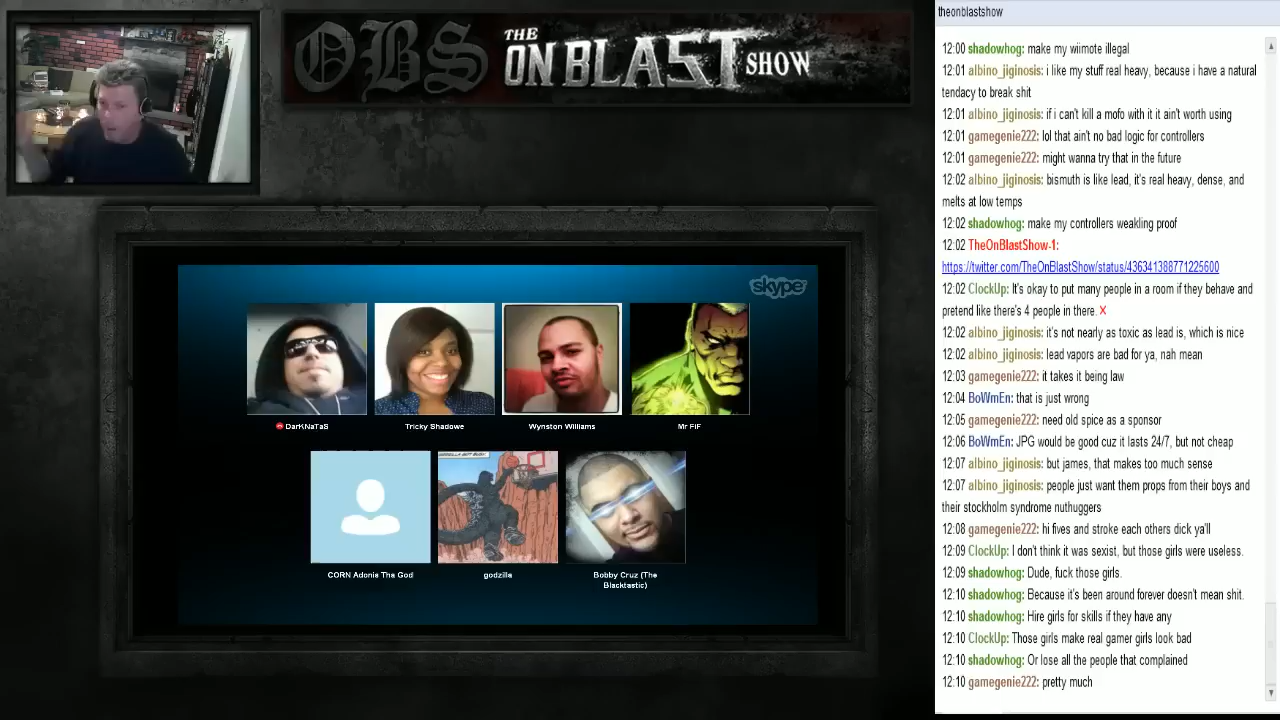 OBS
THE
ON BLAST SHOW
skype
DarKNaTaS
Tricky Shadowe
Wynston Williams
Mr FIF
CORN Adonis Tha God
godzilla
Bobby Cruz (The
Blacktastic)
theonblastshow
12:00 shadowhog: make my wiimote illegal
12:01 albino_jiginosis: i like my stuff real heavy, because i have a natural
tendacy to break shit
12:01 albino_jiginosis: if i can't kill a mofo with it it ain't worth using
12:01 gamegenie222: lol that ain't no bad logic for controllers
12:01 gamegenie222: might wanna try that in the future
12:02 albino_jiginosis: bismuth is like lead, it's real heavy, dense, and
melts at low temps
12:02 shadowhog: make my controllers weakling proof
12:02 TheOnBlastShow-1:
https://twitter.com/TheOnBlastShow/status/436341388771225600
12:02 ClockUp: It's okay to put many people in a room if they behave and
pretend like there's 4 people in there. X
12:02 albino_jiginosis: it's not nearly as toxic as lead is, which is nice
12:02 albino_jiginosis: lead vapors are bad for ya, nah mean
12:03 gamegenie222: it takes it being law
12:04 BoWmEn: that is just wrong
12:05 gamegenie222: need old spice as a sponsor
12:06 BoWmEn: JPG would be good cuz it lasts 24/7, but not cheap
12:07 albino_jiginosis: but james, that makes too much sense
12:07 albino_jiginosis: people just want them props from their boys and
their stockholm syndrome nuthuggers
12:08 gamegenie222: hi fives and stroke each others dick ya'll
12:09 ClockUp: I don't think it was sexist, but those girls were useless.
12:09 shadowhog: Dude, fuck those girls.
12:10 shadowhog: Because it's been around forever doesn't mean shit.
12:10 shadowhog: Hire girls for skills if they have any
12:10 ClockUp: Those girls make real gamer girls look bad
12:10 shadowhog: Or lose all the people that complained
12:10 gamegenie222: pretty much